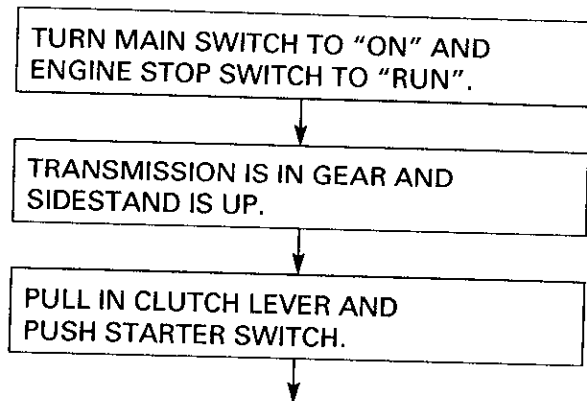 TURN MAIN SWITCH TO “ON” AND
ENGINE STOP SWITCH TO “RUN”.
TRANSMISSION IS IN GEAR AND
SIDESTAND IS UP.
PULL IN CLUTCH LEVER AND
PUSH STARTER SWITCH.